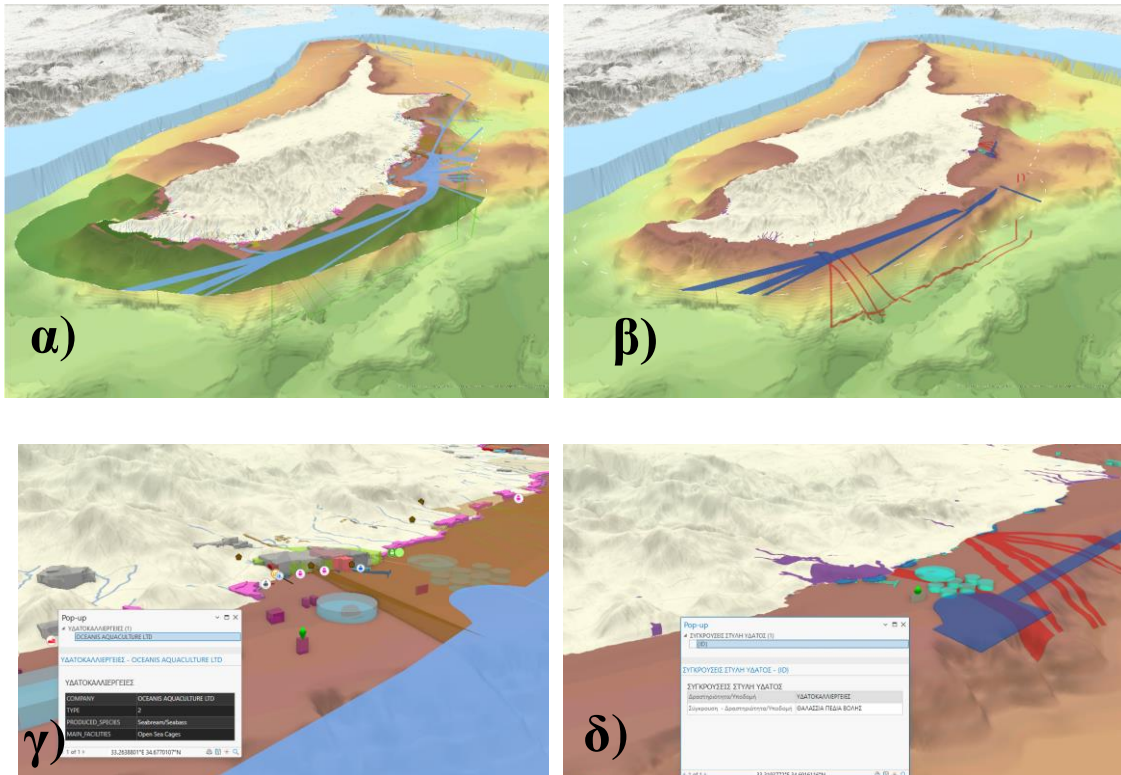 α)
β)
Pop-up
ΥΔΑΤΟΚΑΛΛΙΕΡΓΕΙΕΣ (1)
OCEANIS AQUACULTURE LTD
ΥΔΑΤΟΚΑΛΛΙΕΡΓΕΙΕΣ - OCEANIS AQUACULTURE LTD
ΥΔΑΤΟΚΑΛΛΙΕΡΓΕΙΕΣ
COMPANY OCEANIS AQUACULTURE LTD
TYPE 2
PRODUCED_SPECIES Seabream/Seabass
MAIN_FACILITIES Open Sea Cages
1 of 1
33.2636801°E 34.6770107°N
γ)
Pop-up
ΣΥΓΚΡΟΥΣΕΙΣ ΣΤΥΛΗ ΥΔΑΤΟΣ (1)
(ID)
ΣΥΓΚΡΟΥΣΕΙΣ ΣΤΥΛΗ ΥΔΑΤΟΣ - (ID)
ΣΥΓΚΡΟΥΣΕΙΣ ΣΤΥΛΗ ΥΔΑΤΟΣ
Δραστηριότητα/Υποδομή ΥΔΑΤΟΚΑΛΛΙΕΡΓΕΙΕΣ
Σύγκρουση - Δραστηριότητα/Υποδομή ΘΑΛΑΣΣΙΑ ΠΕΔΙΑ ΒΟΛΗΣ
δ)